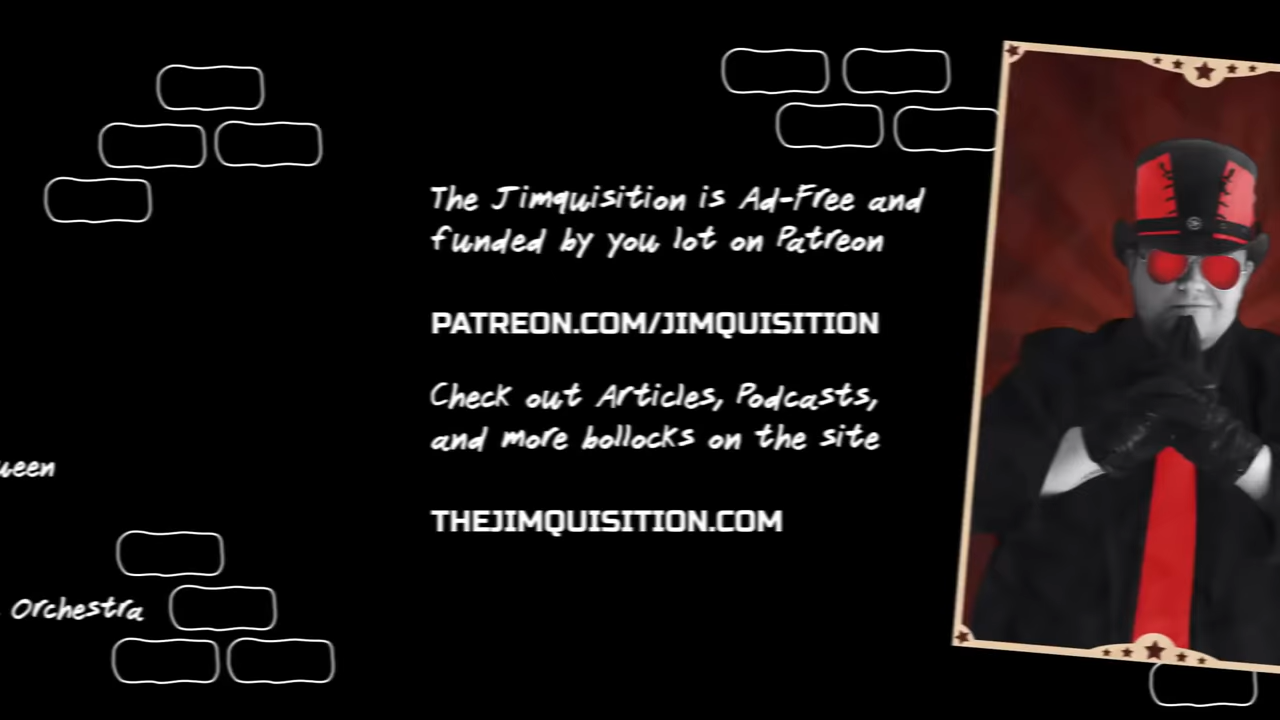 The Jimquisition is Ad-Free and
funded by you lot on Patreon
PATREON.COM/JIMQUISITION
Check out Articles, Podcasts,
and more bollocks on the site
THEJIMQUISITION.COM
Orchestra